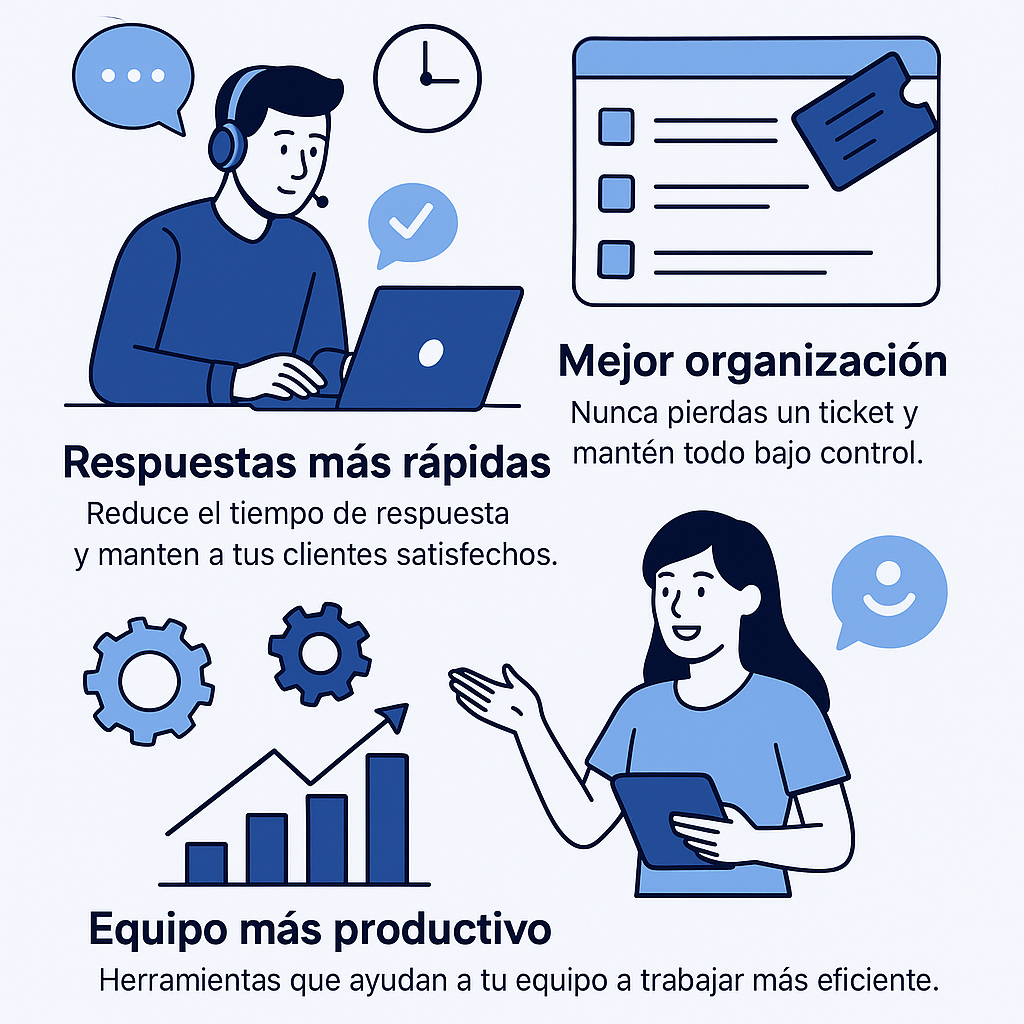 Respuestas más rápidas
Reduce el tiempo de respuesta
y manten a tus clientes satisfechos.
Mejor organización
Nunca pierdas un ticket y
mantén todo bajo control.
Equipo más productivo
Herramientas que ayudan a tu equipo a trabajar más eficiente.